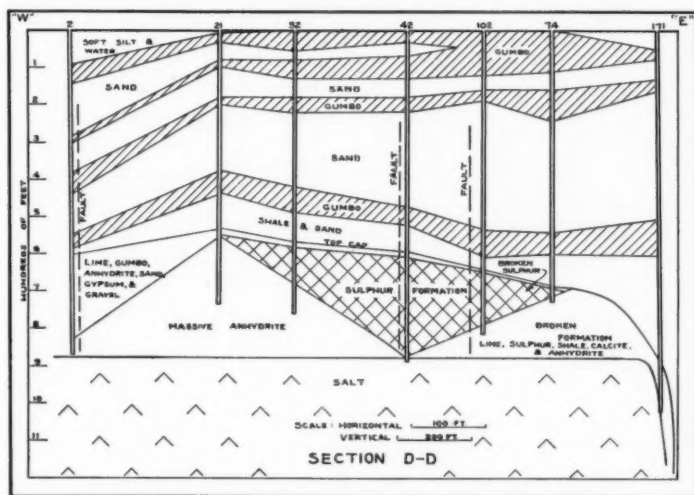 "W"
"E"
2
21
52
42
102
74
171
SOFT SILT &
WATER
GUMBO
1
SAND
SAND
2
GUMBO
3
SAND
FAULT
FAULT
FAULT
4
HUNDREDS OF FEET
GUMBO
5
SHALE & SAND
TOP CAP
6
LIME, GUMBO,
ANHYDRITE, SAND,
GYPSUM, &
GRAVEL
BROKEN
SULPHUR
7
SULPHUR FORMATION
8
MASSIVE ANHYDRITE
BROKEN
FORMATION
LIME, SULPHUR, SHALE, CALCITE,
& ANHYDRITE
9
SALT
10
SCALE: HORIZONTAL 100 FT
VERTICAL 200 FT
11
SECTION D-D